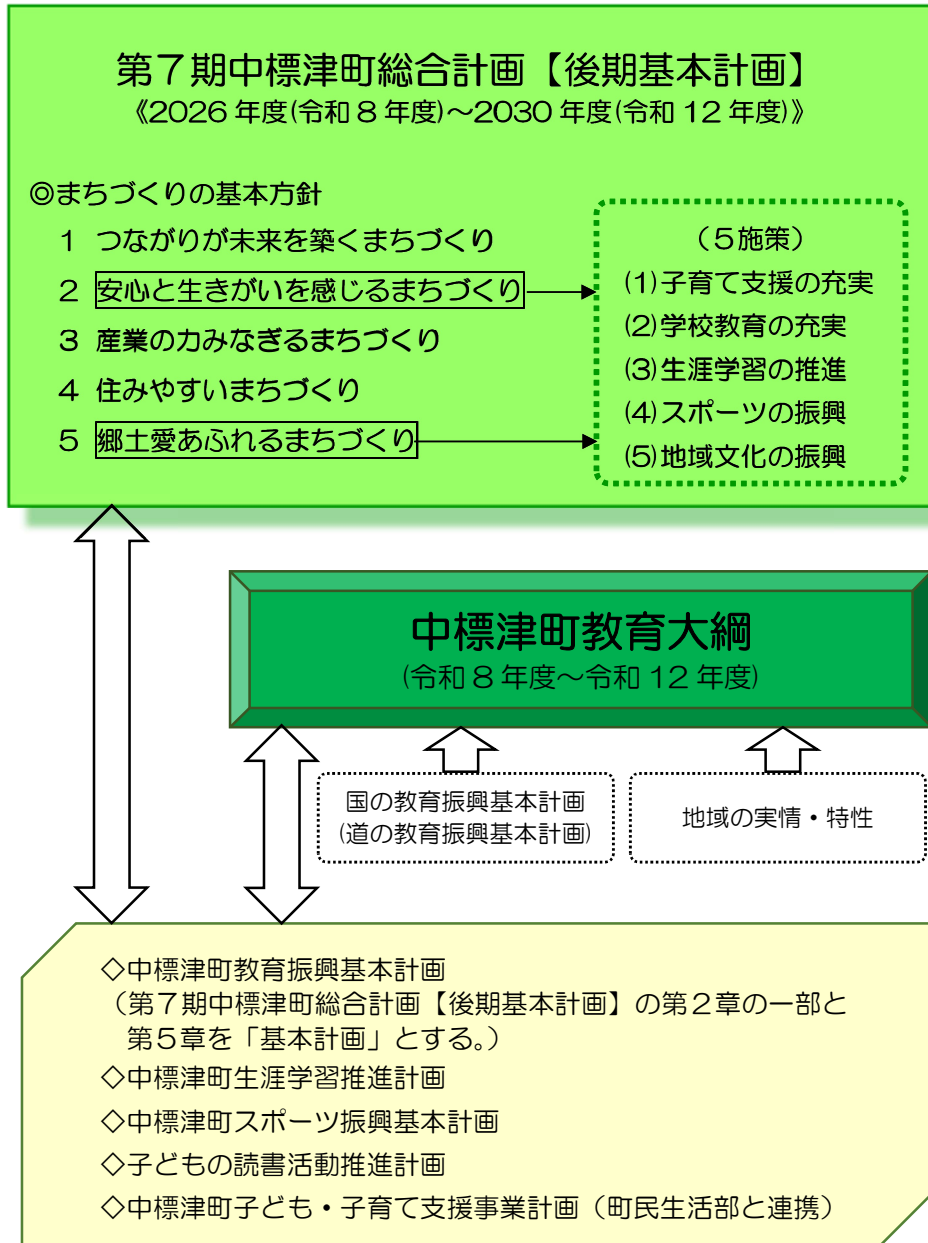 第7期中標津町総合計画【後期基本計画】
《2026年度(令和8年度)～2030年度(令和12年度)》
◎まちづくりの基本方針
1 つながりが未来を築くまちづくり
2 安心と生きがいを感じるまちづくり
3 産業の力みなぎるまちづくり
4 住みやすいまちづくり
5 郷土愛あふれるまちづくり
（5施策）
(1)子育て支援の充実
(2)学校教育の充実
(3)生涯学習の推進
(4)スポーツの振興
(5)地域文化の振興
中標津町教育大綱
(令和8年度～令和12年度)
国の教育振興基本計画
(道の教育振興基本計画)
地域の実情・特性
◇中標津町教育振興基本計画
（第7期中標津町総合計画【後期基本計画】の第2章の一部と
第5章を「基本計画」とする。）
◇中標津町生涯学習推進計画
◇中標津町スポーツ振興基本計画
◇子どもの読書活動推進計画
◇中標津町子ども・子育て支援事業計画（町民生活部と連携）